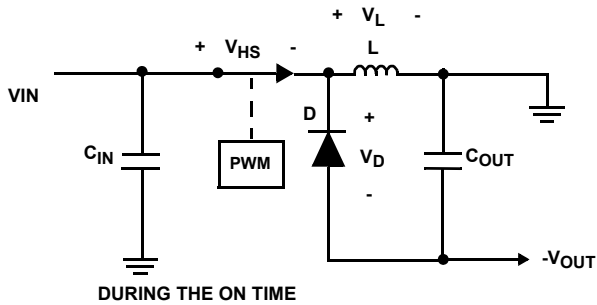 + V_L -
+ V_HS -
L
VIN
D
+
C_IN
PWM
V_D
C_OUT
-
-V_OUT
DURING THE ON TIME